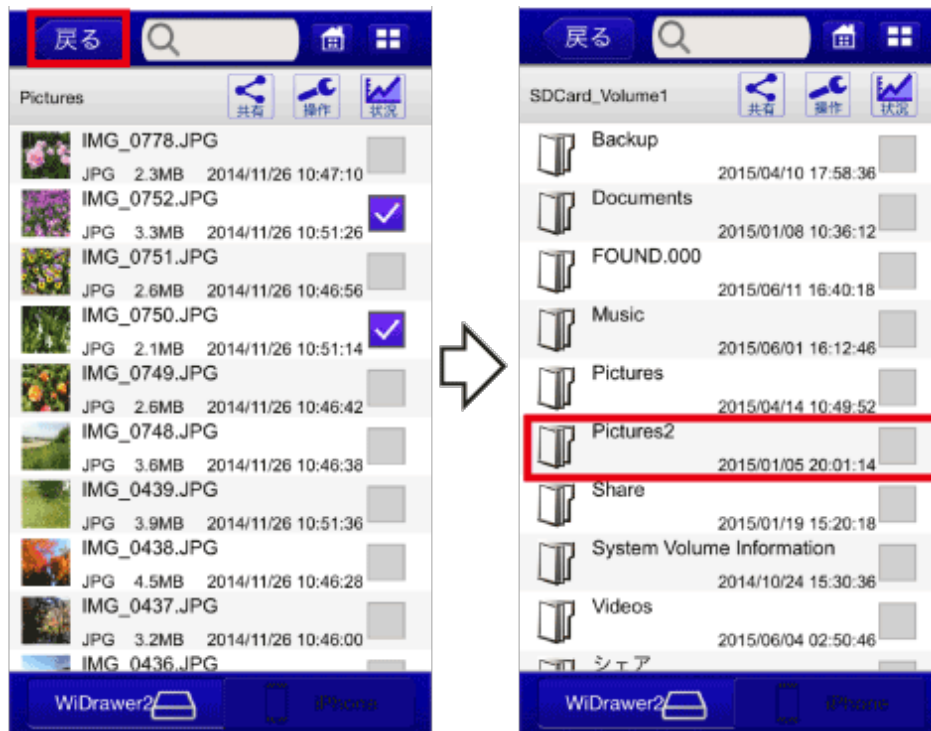 戻る
Pictures
共有 操作 状況
IMG_0778.JPG
JPG 2.3MB 2014/11/26 10:47:10
IMG_0752.JPG
JPG 3.3MB 2014/11/26 10:51:26
IMG_0751.JPG
JPG 2.6MB 2014/11/26 10:46:56
IMG_0750.JPG
JPG 2.1MB 2014/11/26 10:51:14
IMG_0749.JPG
JPG 2.6MB 2014/11/26 10:46:42
IMG_0748.JPG
JPG 3.6MB 2014/11/26 10:46:38
IMG_0439.JPG
JPG 3.9MB 2014/11/26 10:51:36
IMG_0438.JPG
JPG 4.5MB 2014/11/26 10:46:28
IMG_0437.JPG
JPG 3.2MB 2014/11/26 10:46:00
IMG_0436.JPG
WiDrawer2
戻る
SDCard_Volume1
共有 操作 状況
Backup
2015/04/10 17:58:36
Documents
2015/01/08 10:36:12
FOUND.000
2015/06/11 16:40:18
Music
2015/06/01 16:12:46
Pictures
2015/04/14 10:49:52
Pictures2
2015/01/05 20:01:14
Share
2015/01/19 15:20:18
System Volume Information
2014/10/24 15:30:36
Videos
2015/06/04 02:50:46
シェア
WiDrawer2